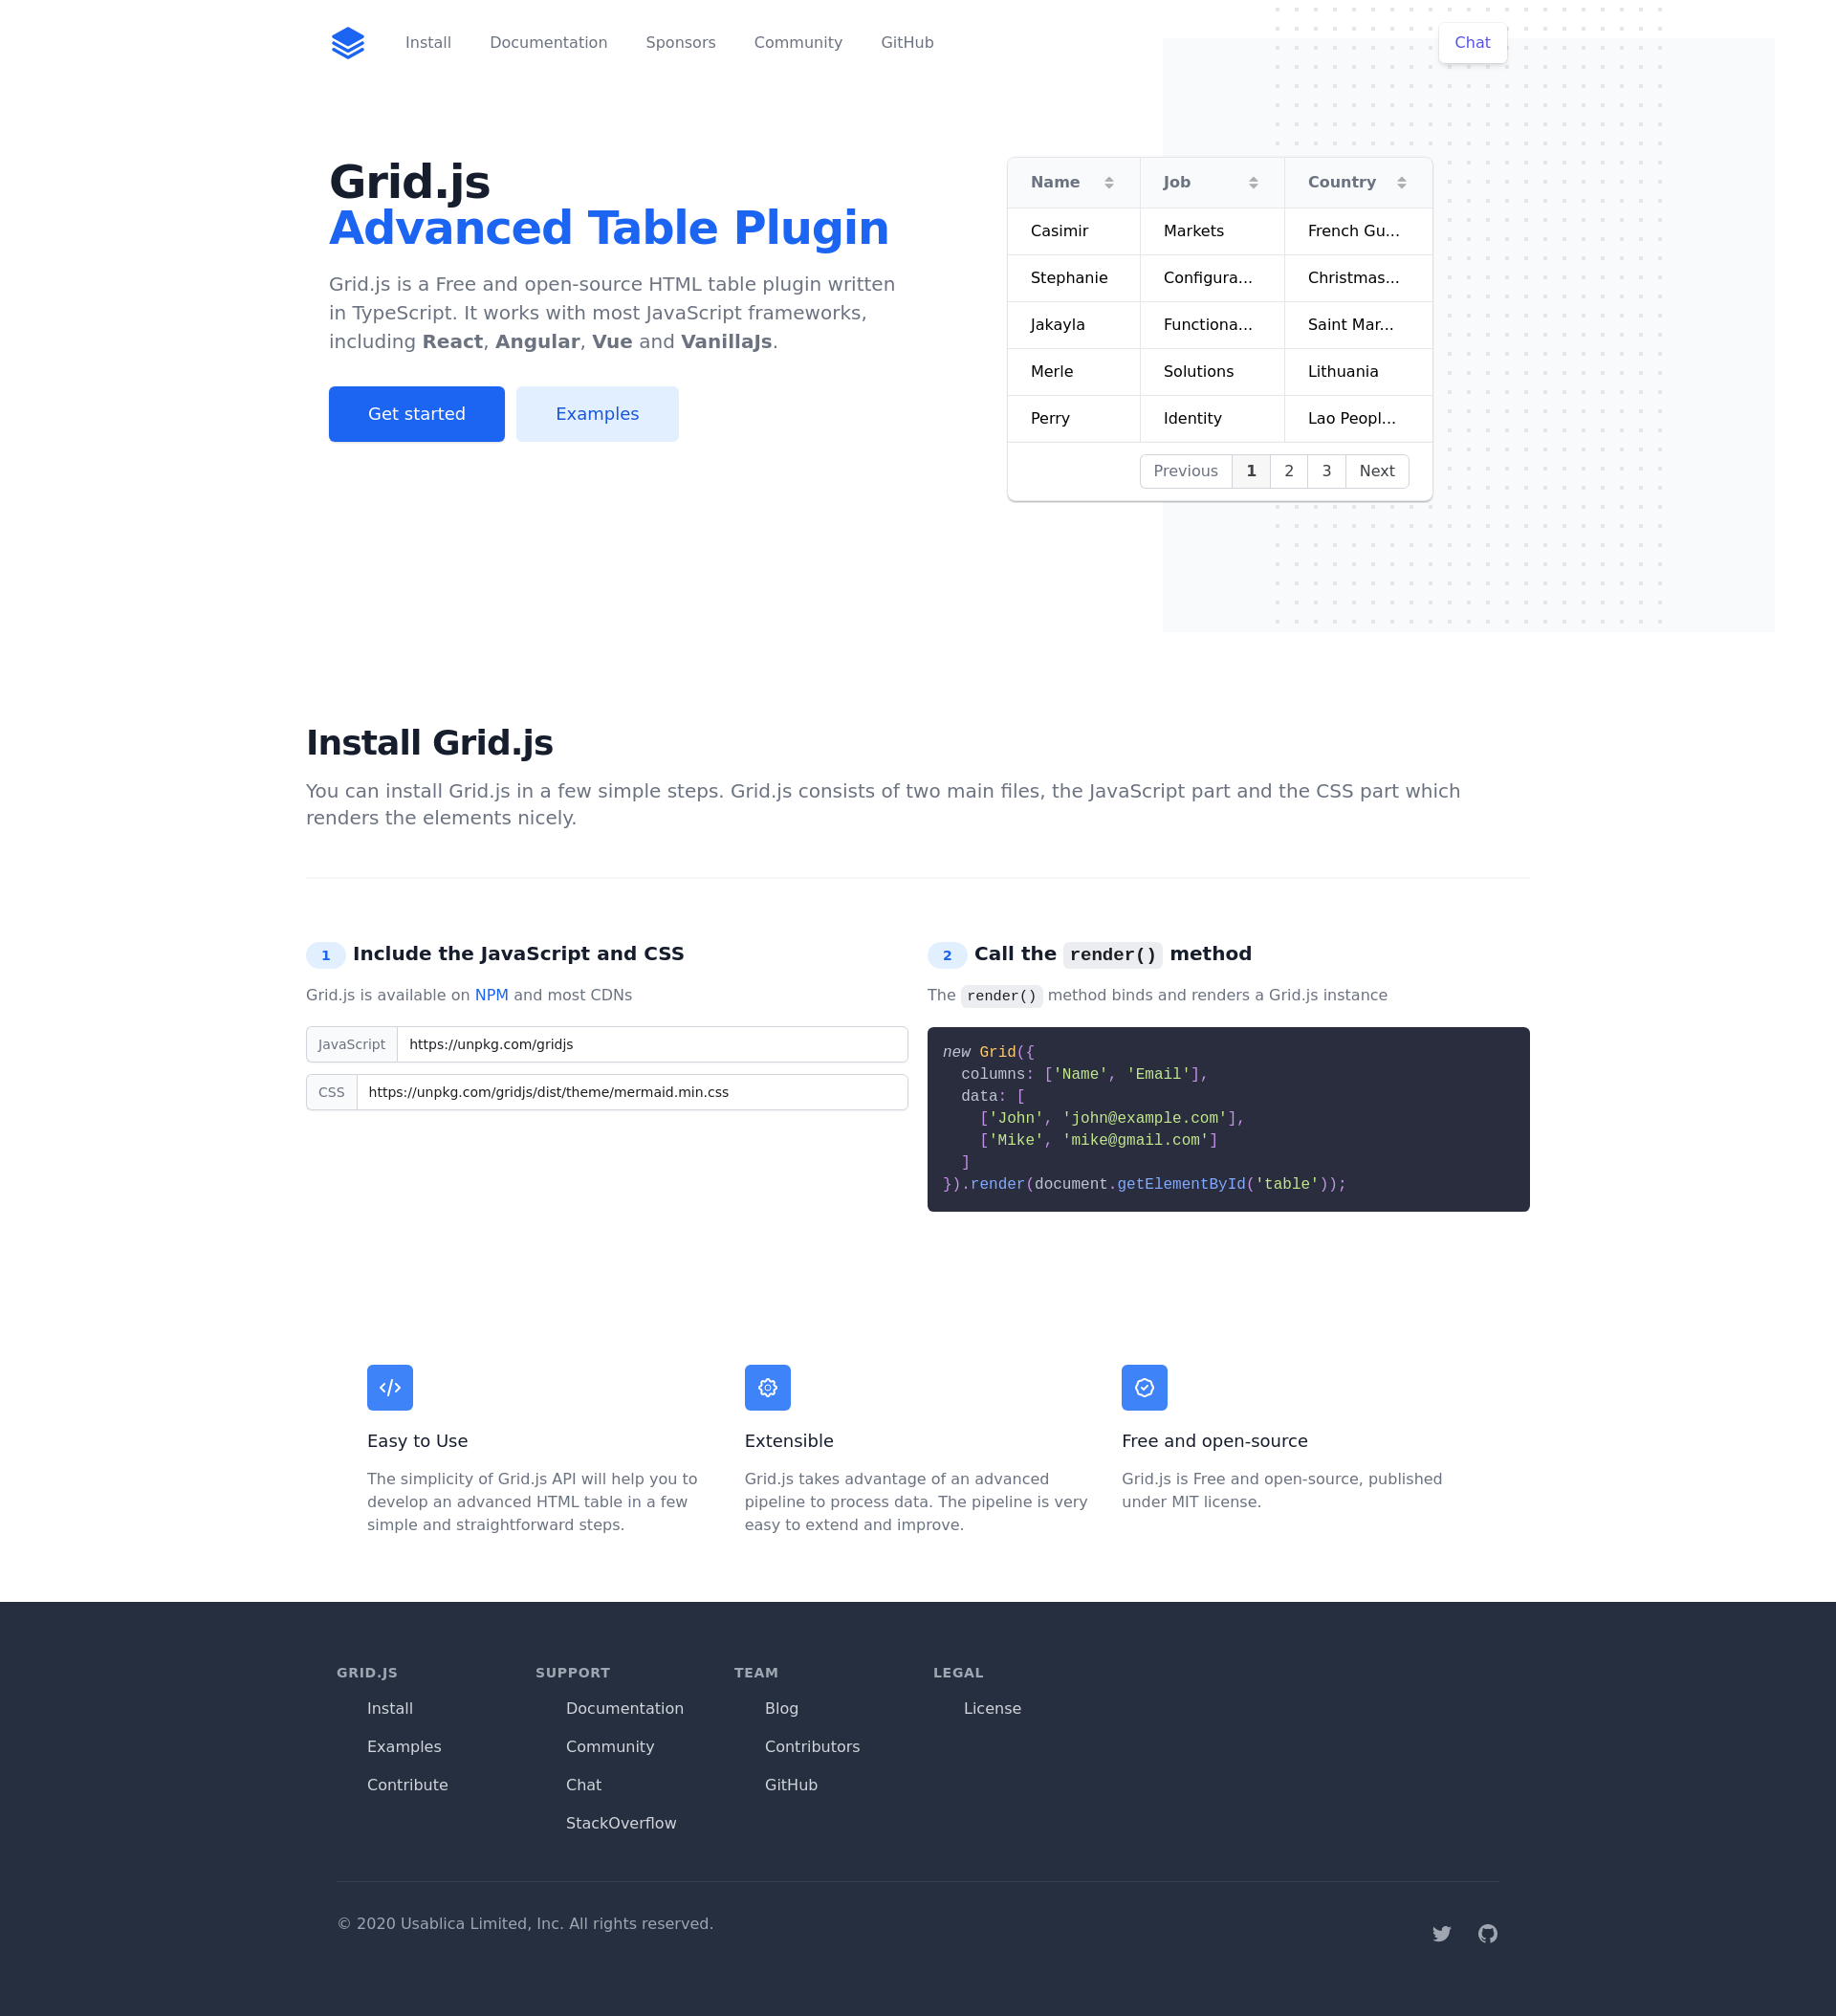 Install Documentation Sponsors Community GitHub Chat
Grid.js
Advanced Table Plugin
Grid.js is a Free and open-source HTML table plugin written
in TypeScript. It works with most JavaScript frameworks,
including React, Angular, Vue and VanillaJs.
Get started Examples
Name Job Country
Casimir Markets French Gu...
Stephanie Configura... Christmas...
Jakayla Functiona... Saint Mar...
Merle Solutions Lithuania
Perry Identity Lao Peopl...
Previous 1 2 3 Next
Install Grid.js
You can install Grid.js in a few simple steps. Grid.js consists of two main files, the JavaScript part and the CSS part which
renders the elements nicely.
1 Include the JavaScript and CSS
Grid.js is available on NPM and most CDNs
JavaScript https://unpkg.com/gridjs
CSS https://unpkg.com/gridjs/dist/theme/mermaid.min.css
2 Call the render() method
The render() method binds and renders a Grid.js instance
new Grid({
  columns: ['Name', 'Email'],
  data: [
    ['John', 'john@example.com'],
    ['Mike', 'mike@gmail.com']
  ]
}).render(document.getElementById('table'));
Easy to Use
The simplicity of Grid.js API will help you to
develop an advanced HTML table in a few
simple and straightforward steps.
Extensible
Grid.js takes advantage of an advanced
pipeline to process data. The pipeline is very
easy to extend and improve.
Free and open-source
Grid.js is Free and open-source, published
under MIT license.
GRID.JS
Install
Examples
Contribute
SUPPORT
Documentation
Community
Chat
StackOverflow
TEAM
Blog
Contributors
GitHub
LEGAL
License
© 2020 Usablica Limited, Inc. All rights reserved.